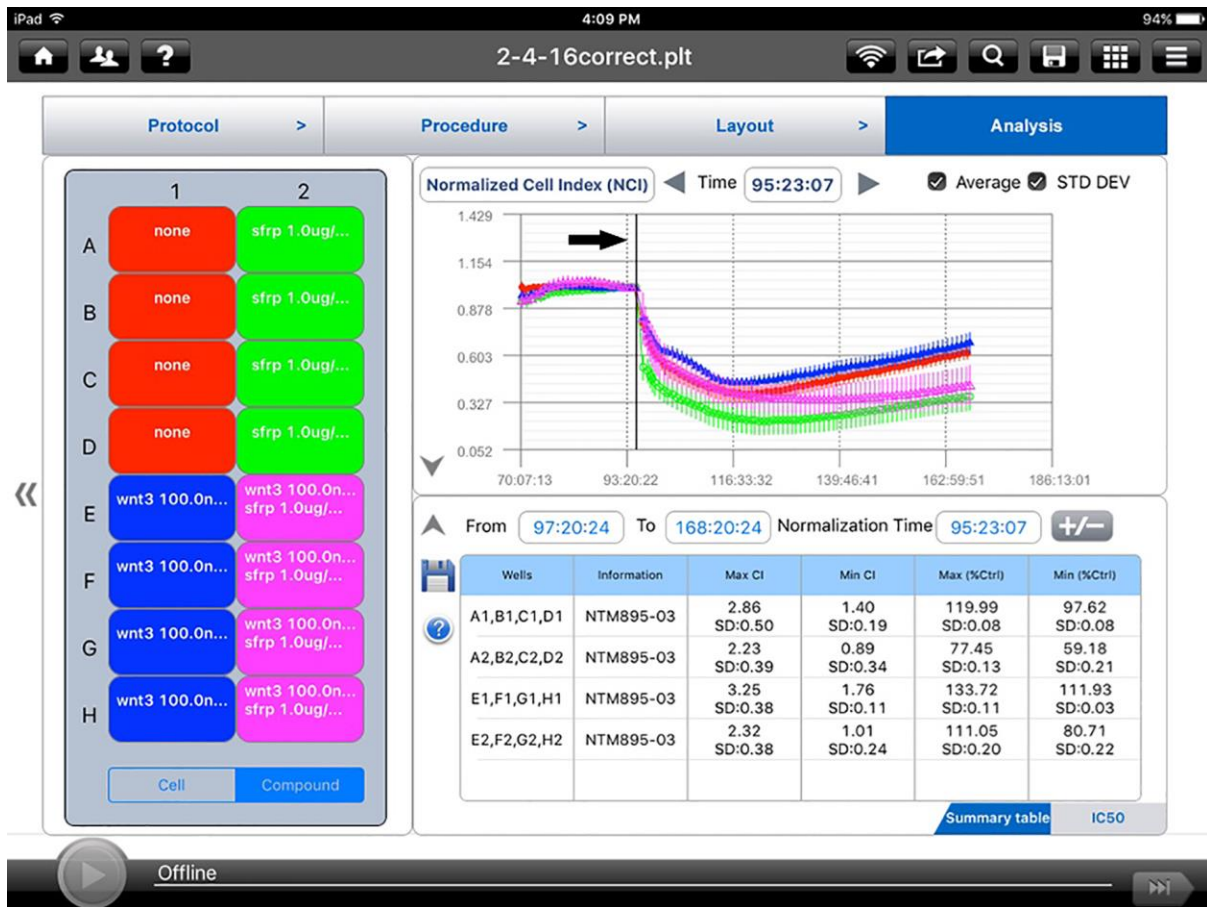 iPad
4:09 PM
94%
?
2-4-16correct.plt
Protocol >
Procedure >
Layout >
Analysis
1 2
A none sfrp 1.0ug/...
B none sfrp 1.0ug/...
C none sfrp 1.0ug/...
D none sfrp 1.0ug/...
E wnt3 100.0n... wnt3 100.0n...
sfrp 1.0ug/...
F wnt3 100.0n... wnt3 100.0n...
sfrp 1.0ug/...
G wnt3 100.0n... wnt3 100.0n...
sfrp 1.0ug/...
H wnt3 100.0n... wnt3 100.0n...
sfrp 1.0ug/...
Cell Compound
Normalized Cell Index (NCI) Time 95:23:07 Average STD DEV
1.429
1.154
0.878
0.603
0.327
0.052
70:07:13 93:20:22 116:33:32 139:46:41 162:59:51 186:13:01
From 97:20:24 To 168:20:24 Normalization Time 95:23:07 +/−
Wells Information Max CI Min CI Max (%Ctrl) Min (%Ctrl)
A1,B1,C1,D1 NTM895-03 2.86 1.40 119.99 97.62
SD:0.50 SD:0.19 SD:0.08 SD:0.08
A2,B2,C2,D2 NTM895-03 2.23 0.89 77.45 59.18
SD:0.39 SD:0.34 SD:0.13 SD:0.21
E1,F1,G1,H1 NTM895-03 3.25 1.76 133.72 111.93
SD:0.38 SD:0.11 SD:0.11 SD:0.03
E2,F2,G2,H2 NTM895-03 2.32 1.01 111.05 80.71
SD:0.38 SD:0.24 SD:0.20 SD:0.22
?
Summary table IC50
Offline